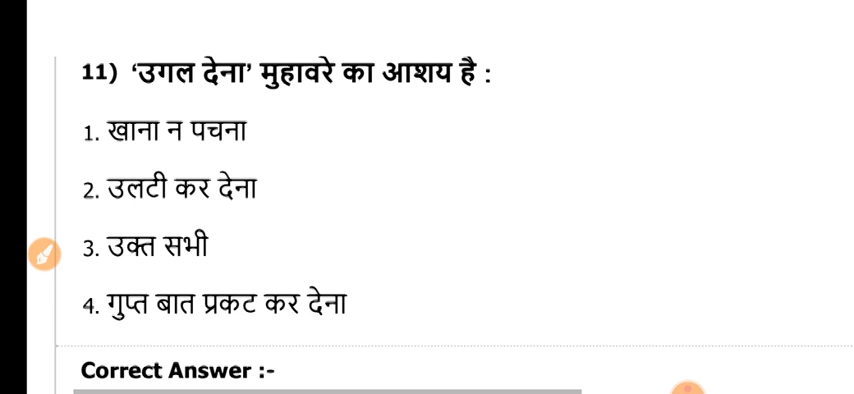 11) ‘उगल देना’ मुहावरे का आशय है :
1. खाना न पचना
2. उलटी कर देना
3. उक्त सभी
4. गुप्त बात प्रकट कर देना
Correct Answer :-